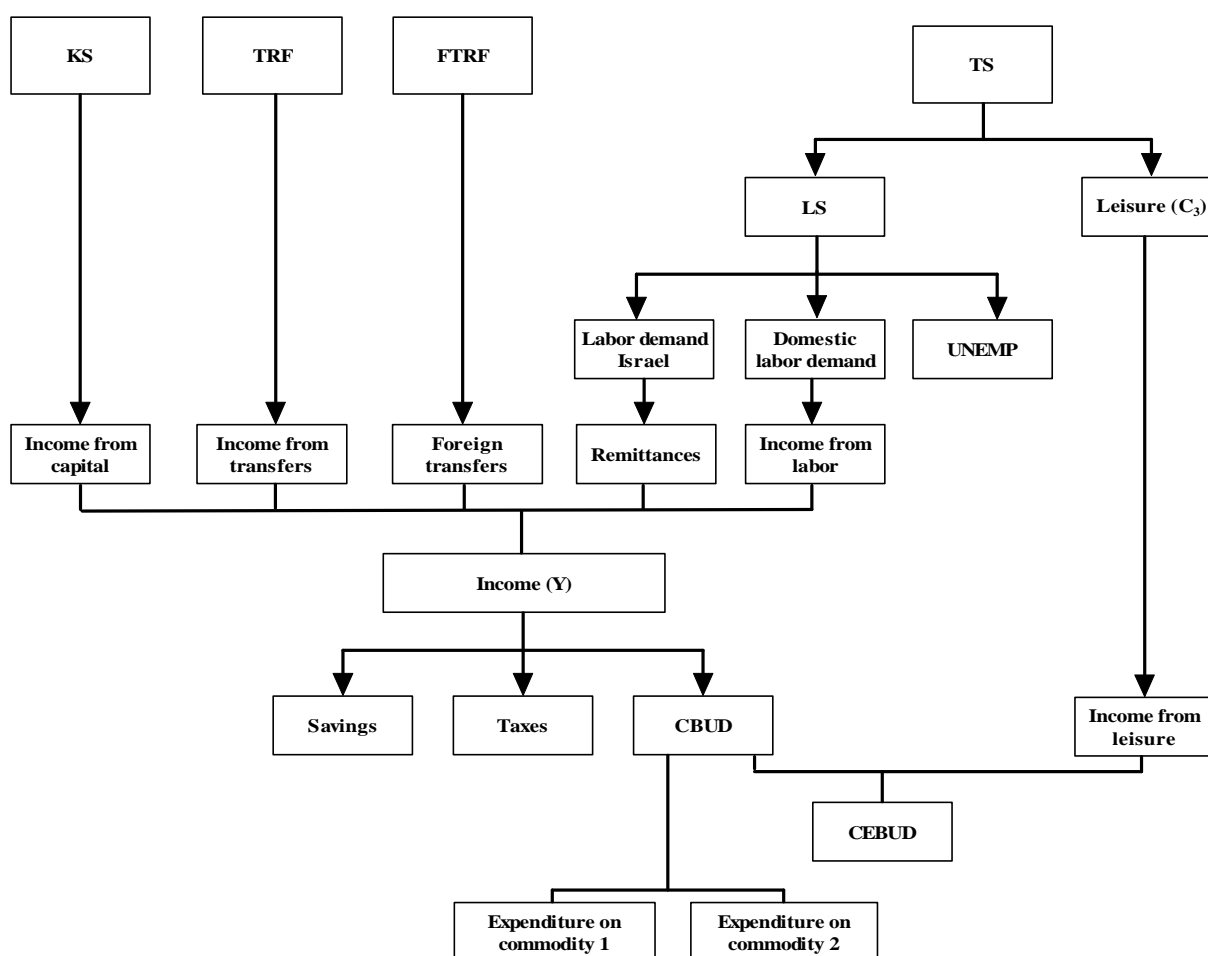 KS
TRF
FTRF
TS
LS
Leisure (C₃)
Labor demand
Israel
Domestic
labor demand
UNEMP
Income from
capital
Income from
transfers
Foreign
transfers
Remittances
Income from
labor
Income (Y)
Savings
Taxes
CBUD
Income from
leisure
CEBUD
Expenditure on
commodity 1
Expenditure on
commodity 2